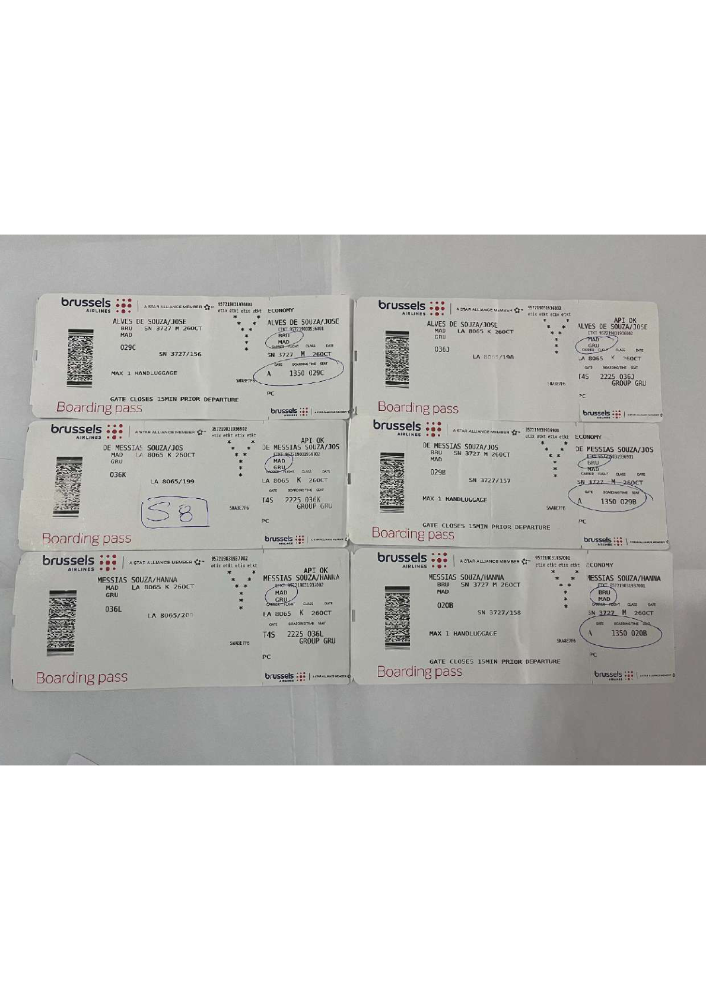 brussels AIRLINES A STAR ALLIANCE MEMBER 957219031936801
etix etkt etix etkt ECONOMY
ALVES DE SOUZA/JOSE ALVES DE SOUZA/JOSE
BRU SN 3727 M 26OCT ETKT 957219031936801
MAD BRU
MAD
CARRIER FLIGHT CLASS DATE
029C SN 3727 M 26OCT
SN 3727/156
GATE BOARDING TIME SEAT
MAX 1 HANDLUGGAGE A 1350 029C
SNABE7F6
PC
GATE CLOSES 15MIN PRIOR DEPARTURE
Boarding pass brussels AIRLINES A STAR ALLIANCE MEMBER
brussels AIRLINES A STAR ALLIANCE MEMBER 957219031936802
etix etkt etix etkt
API OK
ALVES DE SOUZA/JOSE ALVES DE SOUZA/JOSE
MAD LA 8065 K 26OCT ETKT 957219031936802
GRU MAD
GRU
CARRIER FLIGHT CLASS DATE
036J LA 8065 K 26OCT
LA 8065/198
GATE BOARDING TIME SEAT
T4S 2225 036J
SNABE7F6 GROUP GRU
PC
Boarding pass brussels AIRLINES A STAR ALLIANCE MEMBER
brussels AIRLINES A STAR ALLIANCE MEMBER 957219031936902
etix etkt etix etkt
API OK
DE MESSIAS SOUZA/JOS DE MESSIAS SOUZA/JOS
MAD LA 8065 K 26OCT ETKT 957219031936902
GRU MAD
GRU
CARRIER FLIGHT CLASS DATE
036K LA 8065 K 26OCT
LA 8065/199
GATE BOARDING TIME SEAT
T4S 2225 036K
SNABE7F6 GROUP GRU
S8
PC
Boarding pass brussels AIRLINES A STAR ALLIANCE MEMBER
brussels AIRLINES A STAR ALLIANCE MEMBER 957219031936901
etix etkt etix etkt ECONOMY
DE MESSIAS SOUZA/JOS DE MESSIAS SOUZA/JOS
BRU SN 3727 M 26OCT ETKT 957219031936901
MAD BRU
MAD
CARRIER FLIGHT CLASS DATE
029B SN 3727 M 26OCT
SN 3727/157
GATE BOARDING TIME SEAT
MAX 1 HANDLUGGAGE A 1350 029B
SNABE7F6
PC
GATE CLOSES 15MIN PRIOR DEPARTURE
Boarding pass brussels AIRLINES A STAR ALLIANCE MEMBER
brussels AIRLINES A STAR ALLIANCE MEMBER 957219031937002
etix etkt etix etkt
API OK
MESSIAS SOUZA/HANNA MESSIAS SOUZA/HANNA
MAD LA 8065 K 26OCT ETKT 957219031937002
GRU MAD
GRU
CARRIER FLIGHT CLASS DATE
036L LA 8065 K 26OCT
LA 8065/200
GATE BOARDING TIME SEAT
T4S 2225 036L
SNABE7F6 GROUP GRU
PC
Boarding pass brussels AIRLINES A STAR ALLIANCE MEMBER
brussels AIRLINES A STAR ALLIANCE MEMBER 957219031937001
etix etkt etix etkt ECONOMY
MESSIAS SOUZA/HANNA MESSIAS SOUZA/HANNA
BRU SN 3727 M 26OCT ETKT 957219031937001
MAD BRU
MAD
CARRIER FLIGHT CLASS DATE
020B SN 3727 M 26OCT
SN 3727/158
GATE BOARDING TIME SEAT
MAX 1 HANDLUGGAGE A 1350 020B
SNABE7F6
PC
GATE CLOSES 15MIN PRIOR DEPARTURE
Boarding pass brussels AIRLINES A STAR ALLIANCE MEMBER